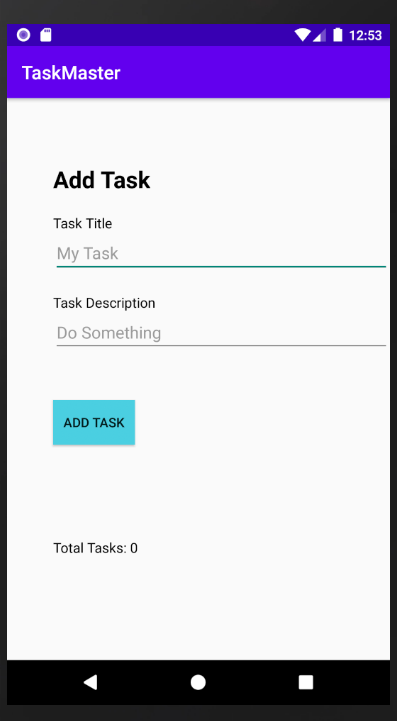 12:53
TaskMaster
Add Task
Task Title
My Task
Task Description
Do Something
ADD TASK
Total Tasks: 0